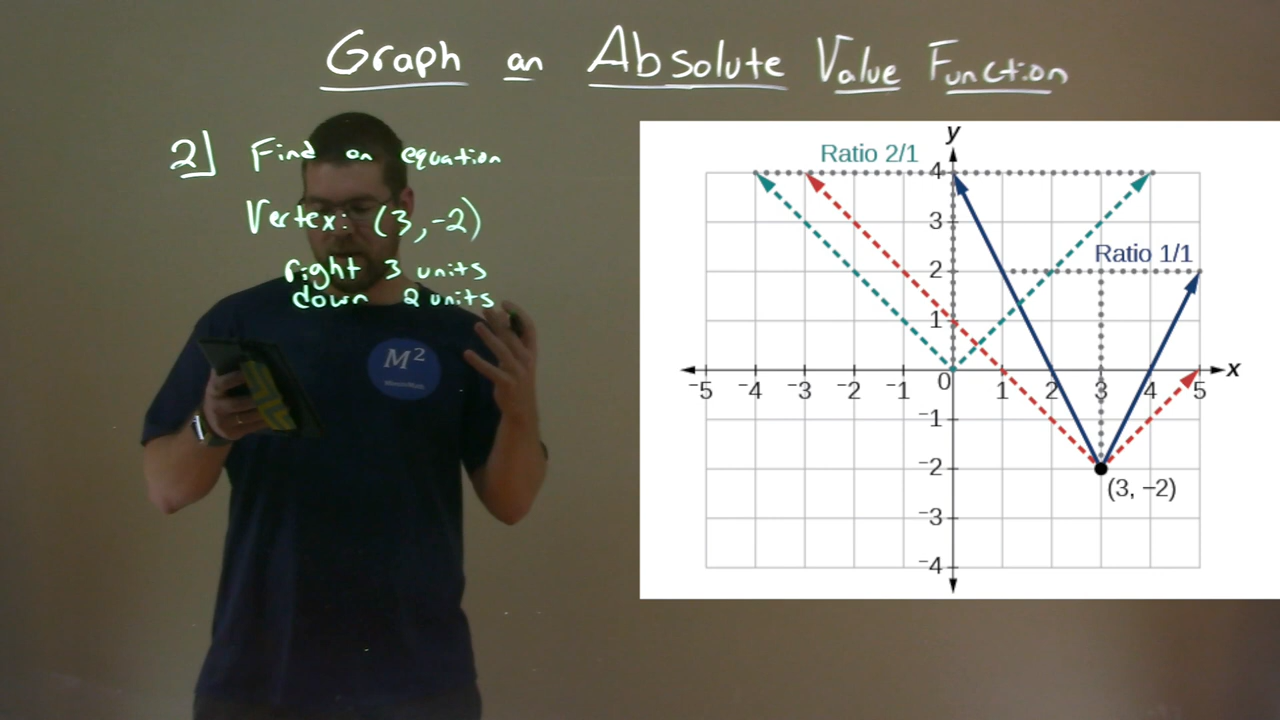 Graph an Absolute Value Function
2] Find an equation
Vertex: (3,-2)
right 3 units
down 2 units
M²
y
Ratio 2/1
4
3
Ratio 1/1
2
1
-5 -4 -3 -2 -1 0 1 2 3 4 5 x
-1
-2
(3, -2)
-3
-4